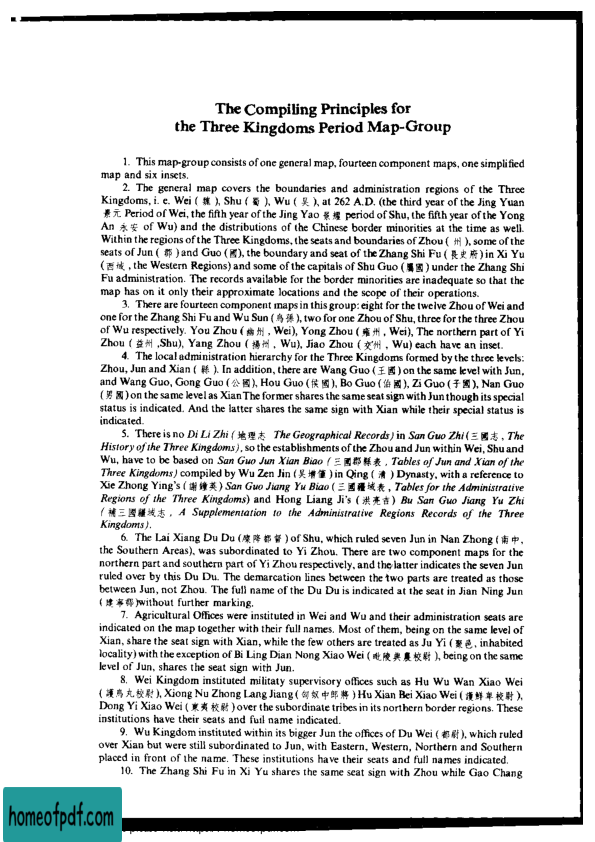 The Compiling Principles for
the Three Kingdoms Period Map-Group
1. This map-group consists of one general map, fourteen component maps, one simplified
map and six insets.
2. The general map covers the boundaries and administration regions of the Three
Kingdoms, i. e. Wei ( 魏 ), Shu ( 蜀 ), Wu ( 吴 ), at 262 A.D. (the third year of the Jing Yuan
景元 Period of Wei, the fifth year of the Jing Yao 景耀 period of Shu, the fifth year of the Yong
An 永安 of Wu) and the distributions of the Chinese border minorities at the time as well.
Within the regions of the Three Kingdoms, the seats and boundaries of Zhou ( 州 ), some of the
seats of Jun ( 郡 ) and Guo (國), the boundary and seat of the Zhang Shi Fu ( 長史府) in Xi Yu
(西域 , the Western Regions) and some of the capitals of Shu Guo (屬國) under the Zhang Shi
Fu administration. The records available for the border minorities are inadequate so that the
map has on it only their approximate locations and the scope of their operations.
3. There are fourteen component maps in this group: eight for the twelve Zhou of Wei and
one for the Zhang Shi Fu and Wu Sun (烏孫), two for one Zhou of Shu, three for the three Zhou
of Wu respectively. You Zhou (幽州 , Wei), Yong Zhou (雍州 , Wei), The northern part of Yi
Zhou ( 益州 ,Shu), Yang Zhou ( 揚州 , Wu), Jiao Zhou ( 交州 , Wu) each have an inset.
4. The local administration hierarchy for the Three Kingdoms formed by the three levels:
Zhou, Jun and Xian ( 縣 ). In addition, there are Wang Guo (王國) on the same level with Jun,
and Wang Guo, Gong Guo (公國), Hou Guo (侯國), Bo Guo (伯國), Zi Guo (子國), Nan Guo
(男國) on the same level as XianThe former shares the same seat sign with Jun though its special
status is indicated. And the latter shares the same sign with Xian while their special status is
indicated.
5. There is no Di Li Zhi ( 地理志 The Geographical Records) in San Guo Zhi (三國志 , The
History of the Three Kingdoms), so the establishments of the Zhou and Jun within Wei, Shu and
Wu, have to be based on San Guo Jun Xian Biao ( 三國郡縣表 , Tables of Jun and Xian of the
Three Kingdoms) compiled by Wu Zen Jin (吴增僅) in Qing ( 清 ) Dynasty, with a reference to
Xie Zhong Ying's (謝鍾英) San Guo Jiang Yu Biao (三國疆域表 , Tables for the Administrative
Regions of the Three Kingdoms) and Hong Liang Ji's ( 洪亮吉 ) Bu San Guo Jiang Yu Zhi
( 補三國疆域志 , A Supplementation to the Administrative Regions Records of the Three
Kingdoms).
6. The Lai Xiang Du Du (庲降都督) of Shu, which ruled seven Jun in Nan Zhong (南中,
the Southern Areas), was subordinated to Yi Zhou. There are two component maps for the
northern part and southern part of Yi Zhou respectively, and the latter indicates the seven Jun
ruled over by this Du Du. The demarcation lines between the two parts are treated as those
between Jun, not Zhou. The full name of the Du Du is indicated at the seat in Jian Ning Jun
( 建寧郡)without further marking.
7. Agricultural Offices were instituted in Wei and Wu and their administration seats are
indicated on the map together with their full names. Most of them, being on the same level of
Xian, share the seat sign with Xian, while the few others are treated as Ju Yi (聚邑, inhabited
locality) with the exception of Bi Ling Dian Nong Xiao Wei (毗陵典農校尉 ), being on the same
level of Jun, shares the seat sign with Jun.
8. Wei Kingdom instituted militaty supervisory offices such as Hu Wu Wan Xiao Wei
( 護烏丸校尉), Xiong Nu Zhong Lang Jiang ( 匈奴中郎將 ) Hu Xian Bei Xiao Wei ( 護鮮卑校尉 ),
Dong Yi Xiao Wei ( 東夷校尉 ) over the subordinate tribes in its northern border regions. These
institutions have their seats and full name indicated.
9. Wu Kingdom instituted within its bigger Jun the offices of Du Wei ( 都尉), which ruled
over Xian but were still subordinated to Jun, with Eastern, Western, Northern and Southern
placed in front of the name. These institutions have their seats and full names indicated.
10. The Zhang Shi Fu in Xi Yu shares the same seat sign with Zhou while Gao Chang
homeofpdf.com